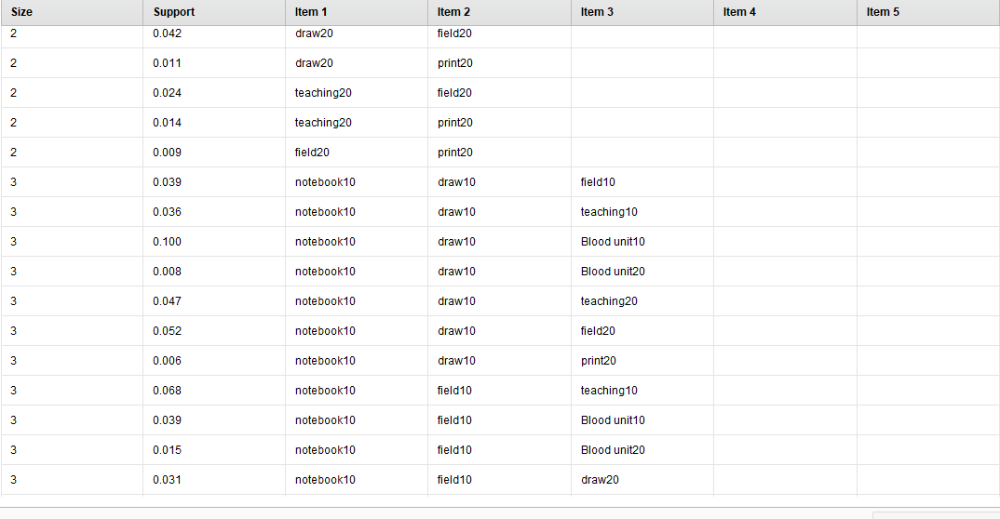 Size Support Item 1 Item 2 Item 3 Item 4 Item 5
2 0.042 draw20 field20
2 0.011 draw20 print20
2 0.024 teaching20 field20
2 0.014 teaching20 print20
2 0.009 field20 print20
3 0.039 notebook10 draw10 field10
3 0.036 notebook10 draw10 teaching10
3 0.100 notebook10 draw10 Blood unit10
3 0.008 notebook10 draw10 Blood unit20
3 0.047 notebook10 draw10 teaching20
3 0.052 notebook10 draw10 field20
3 0.006 notebook10 draw10 print20
3 0.068 notebook10 field10 teaching10
3 0.039 notebook10 field10 Blood unit10
3 0.015 notebook10 field10 Blood unit20
3 0.031 notebook10 field10 draw20